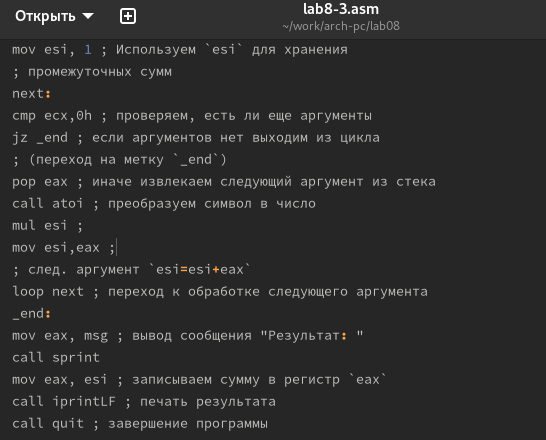 Открыть
lab8-3.asm
~/work/arch-pc/lab08
mov esi, 1 ; Используем `esi` для хранения
; промежуточных сумм
next:
cmp ecx,0h ; проверяем, есть ли еще аргументы
jz _end ; если аргументов нет выходим из цикла
; (переход на метку `_end`)
pop eax ; иначе извлекаем следующий аргумент из стека
call atoi ; преобразуем символ в число
mul esi ;
mov esi,eax ;
; след. аргумент `esi=esi+eax`
loop next ; переход к обработке следующего аргумента
_end:
mov eax, msg ; вывод сообщения "Результат: "
call sprint
mov eax, esi ; записываем сумму в регистр `eax`
call iprintLF ; печать результата
call quit ; завершение программы